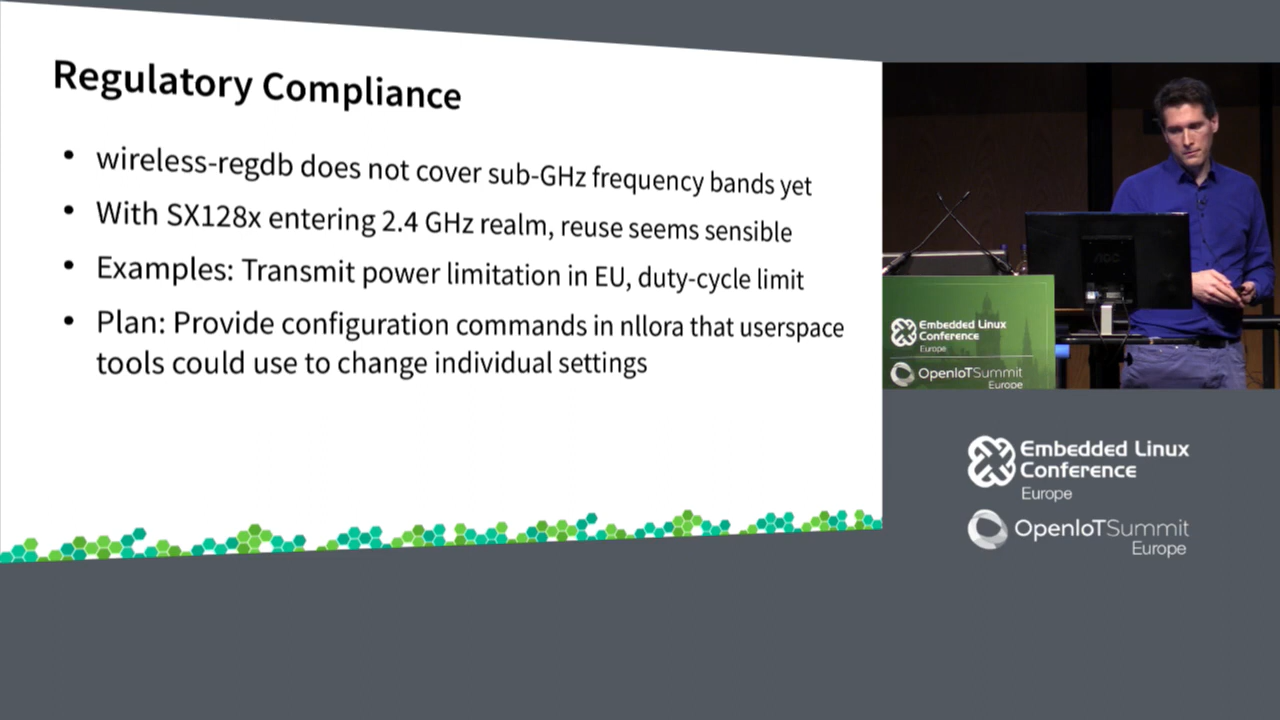 Regulatory Compliance
• wireless-regdb does not cover sub-GHz frequency bands yet
• With SX128x entering 2.4 GHz realm, reuse seems sensible
• Examples: Transmit power limitation in EU, duty-cycle limit
• Plan: Provide configuration commands in nllora that userspace
tools could use to change individual settings
Embedded Linux
Conference
Europe
OpenIoTSummit
Europe
Embedded Linux
Conference
Europe
OpenIoTSummit
Europe